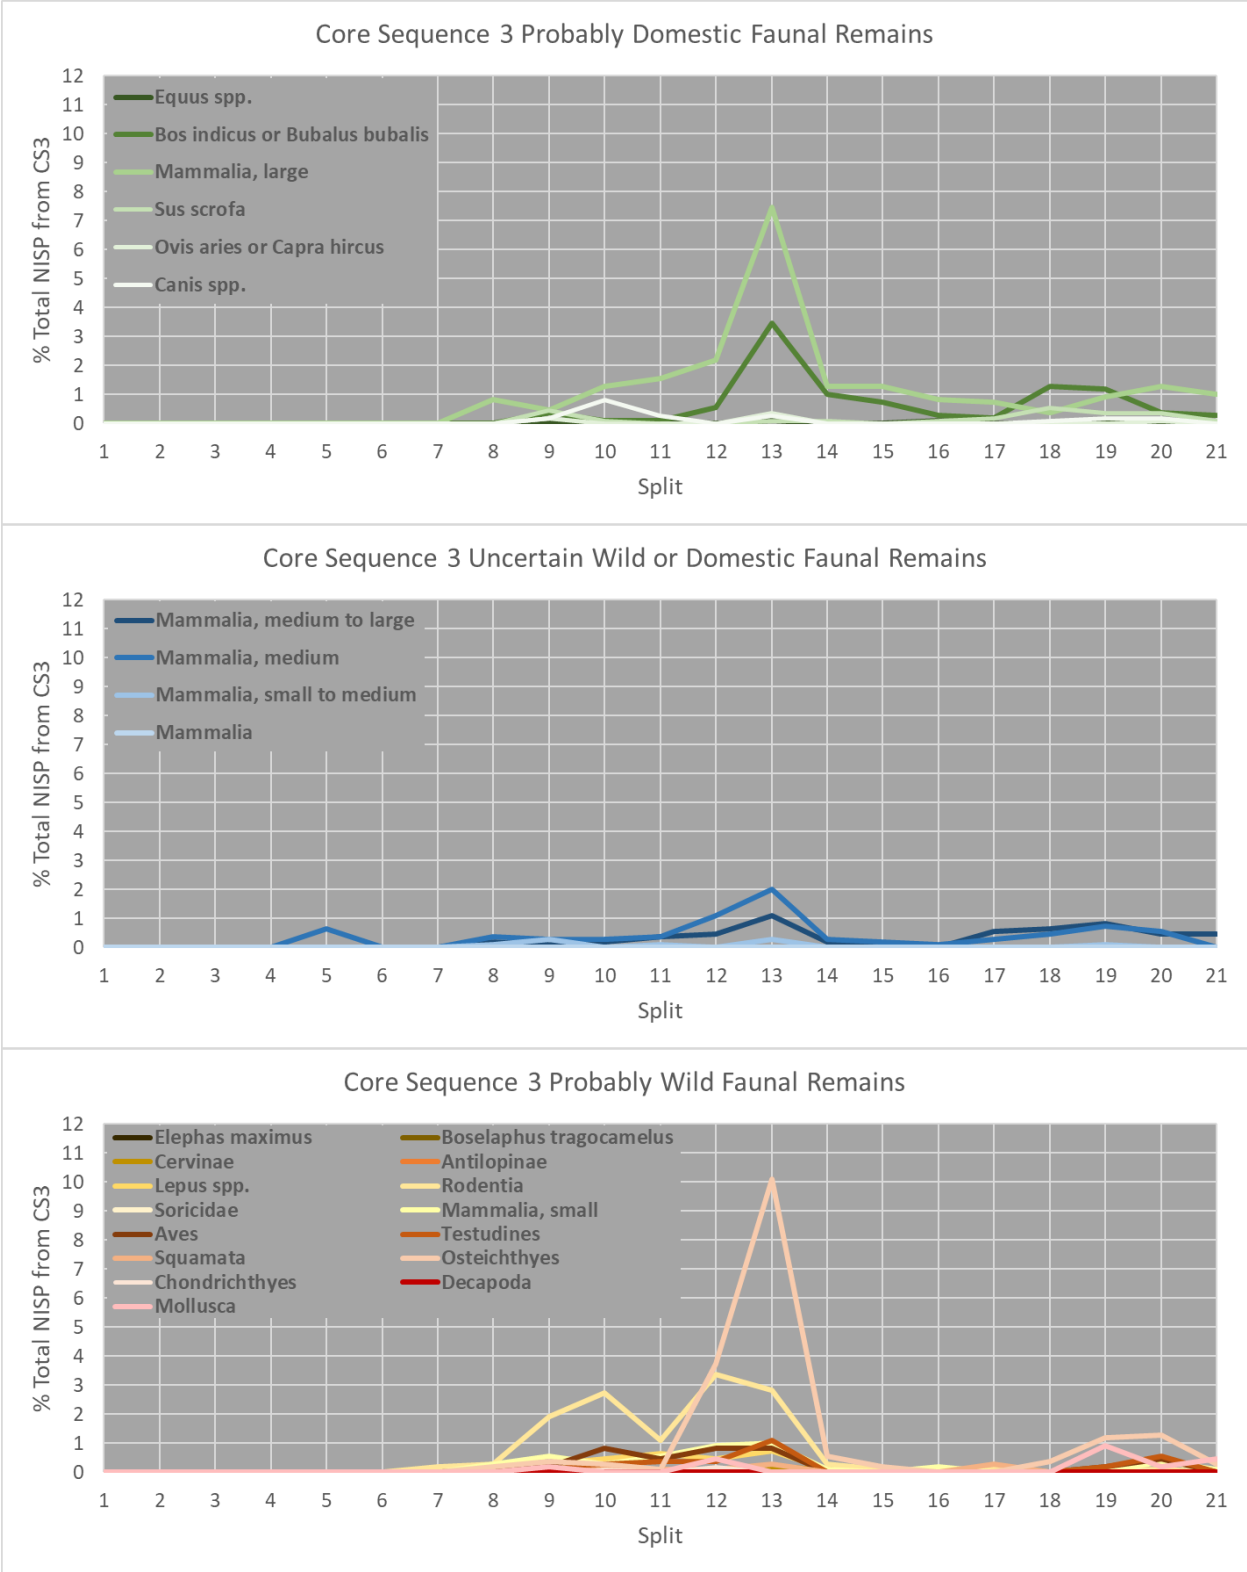 Core Sequence 3 Probably Domestic Faunal Remains
% Total NISP from CS3
12
11
10
9
8
7
6
5
4
3
2
1
0
Equus spp.
Bos indicus or Bubalus bubalis
Mammalia, large
Sus scrofa
Ovis aries or Capra hircus
Canis spp.
1 2 3 4 5 6 7 8 9 10 11 12 13 14 15 16 17 18 19 20 21
Split
Core Sequence 3 Uncertain Wild or Domestic Faunal Remains
% Total NISP from CS3
12
11
10
9
8
7
6
5
4
3
2
1
0
Mammalia, medium to large
Mammalia, medium
Mammalia, small to medium
Mammalia
1 2 3 4 5 6 7 8 9 10 11 12 13 14 15 16 17 18 19 20 21
Split
Core Sequence 3 Probably Wild Faunal Remains
% Total NISP from CS3
12
11
10
9
8
7
6
5
4
3
2
1
0
Elephas maximus Boselaphus tragocamelus
Cervinae Antilopinae
Lepus spp. Rodentia
Soricidae Mammalia, small
Aves Testudines
Squamata Osteichthyes
Chondrichthyes Decapoda
Mollusca
1 2 3 4 5 6 7 8 9 10 11 12 13 14 15 16 17 18 19 20 21
Split